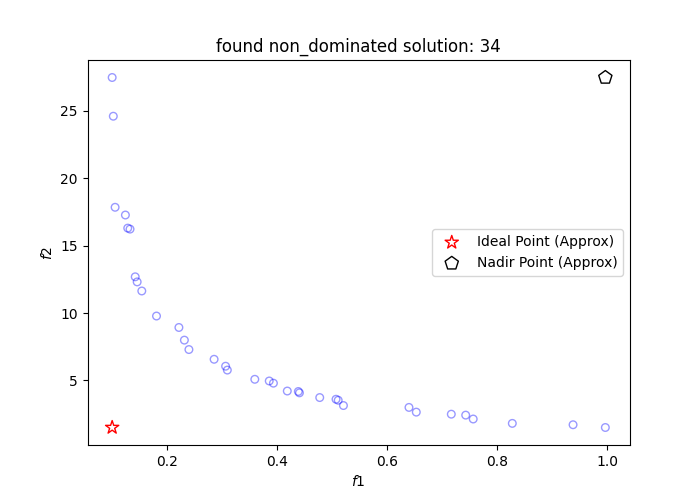 found non_dominated solution: 34
25
20
15
10
5
f2
Ideal Point (Approx)
Nadir Point (Approx)
0.2
0.4
0.6
0.8
1.0
f1